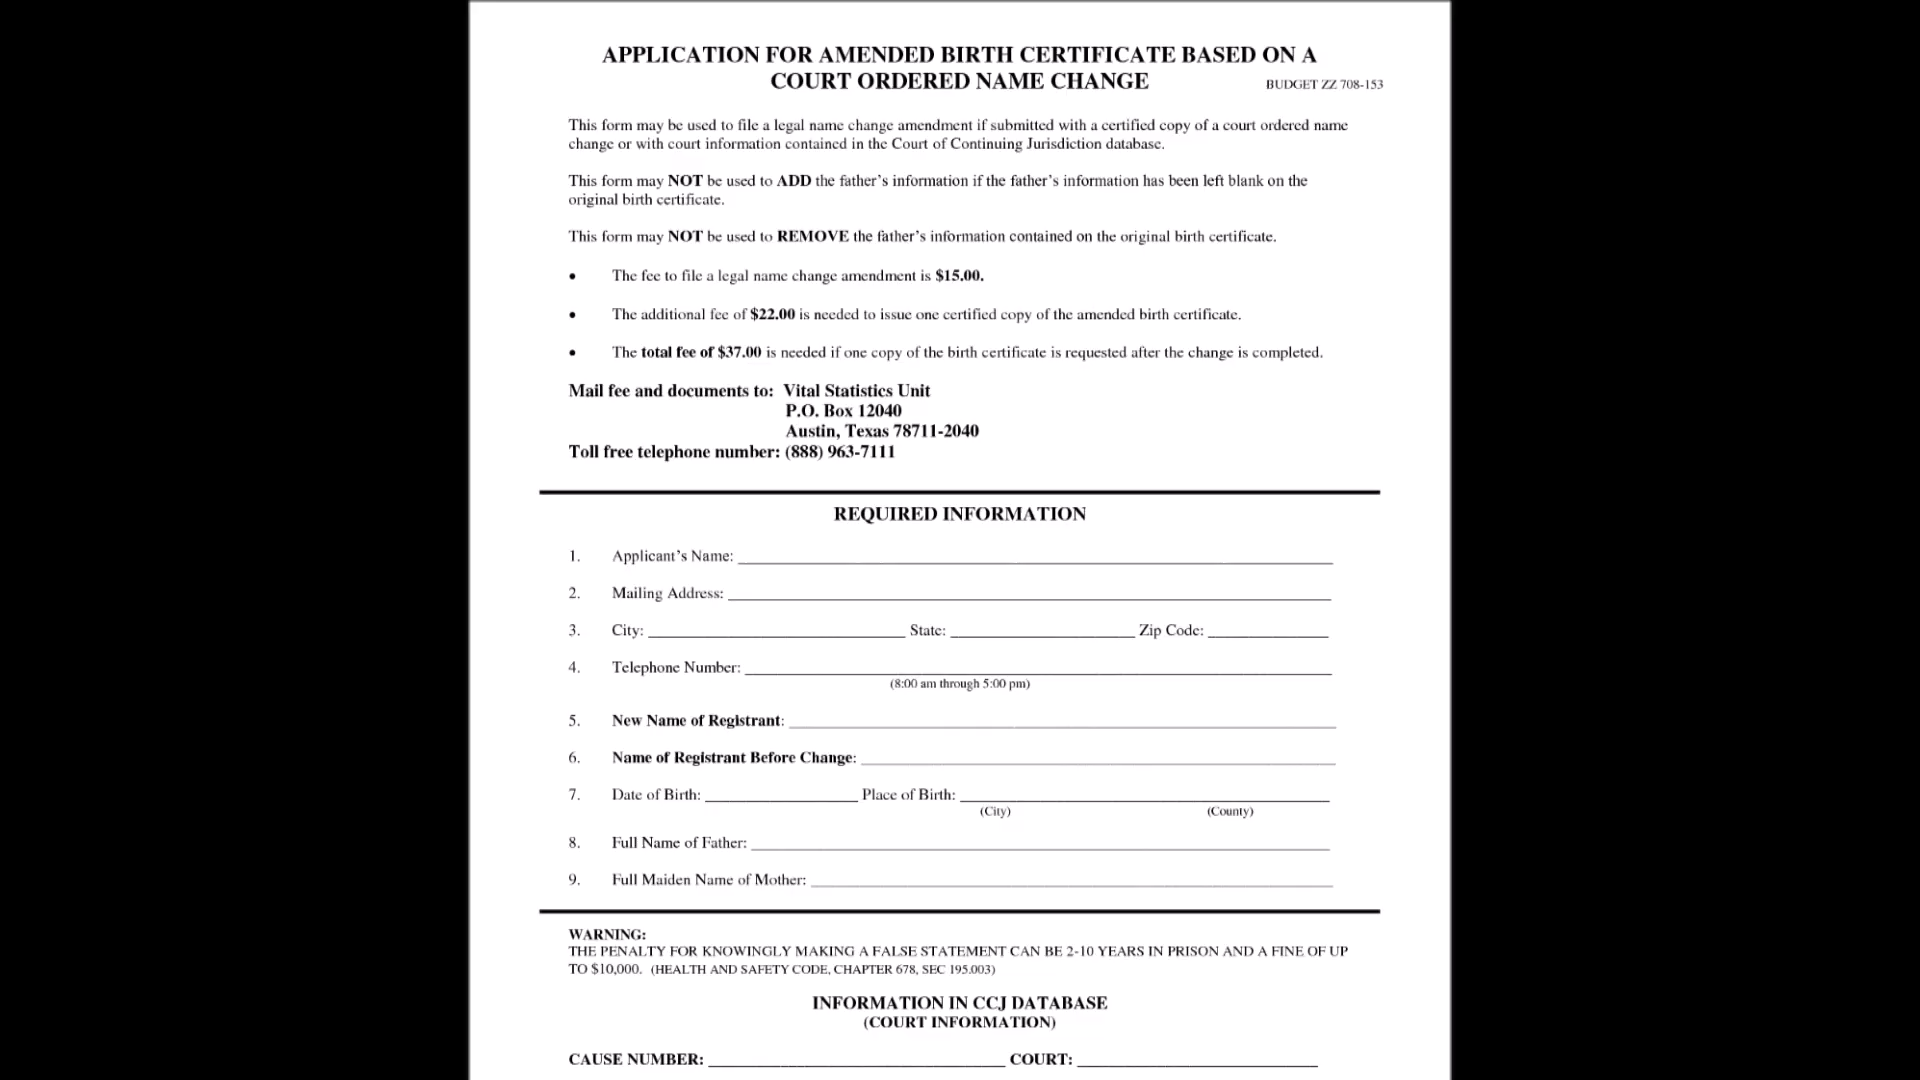 APPLICATION FOR AMENDED BIRTH CERTIFICATE BASED ON A
COURT ORDERED NAME CHANGE
BUDGET ZZ 708-153
This form may be used to file a legal name change amendment if submitted with a certified copy of a court ordered name
change or with court information contained in the Court of Continuing Jurisdiction database.
This form may NOT be used to ADD the father's information if the father's information has been left blank on the
original birth certificate.
This form may NOT be used to REMOVE the father's information contained on the original birth certificate.
• The fee to file a legal name change amendment is $15.00.
• The additional fee of $22.00 is needed to issue one certified copy of the amended birth certificate.
• The total fee of $37.00 is needed if one copy of the birth certificate is requested after the change is completed.
Mail fee and documents to: Vital Statistics Unit
P.O. Box 12040
Austin, Texas 78711-2040
Toll free telephone number: (888) 963-7111
REQUIRED INFORMATION
1. Applicant's Name:
2. Mailing Address:
3. City: State: Zip Code:
4. Telephone Number:
(8:00 am through 5:00 pm)
5. New Name of Registrant:
6. Name of Registrant Before Change:
7. Date of Birth: Place of Birth:
(City) (County)
8. Full Name of Father:
9. Full Maiden Name of Mother:
WARNING:
THE PENALTY FOR KNOWINGLY MAKING A FALSE STATEMENT CAN BE 2-10 YEARS IN PRISON AND A FINE OF UP
TO $10,000. (HEALTH AND SAFETY CODE, CHAPTER 678, SEC 195.003)
INFORMATION IN CCJ DATABASE
(COURT INFORMATION)
CAUSE NUMBER: COURT: